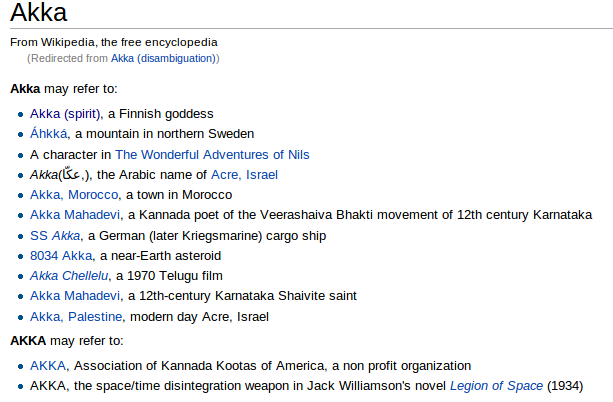 Akka
From Wikipedia, the free encyclopedia
(Redirected from Akka (disambiguation))
Akka may refer to:
Akka (spirit), a Finnish goddess
Áhkká, a mountain in northern Sweden
A character in The Wonderful Adventures of Nils
Akka(عكّا,), the Arabic name of Acre, Israel
Akka, Morocco, a town in Morocco
Akka Mahadevi, a Kannada poet of the Veerashaiva Bhakti movement of 12th century Karnataka
SS Akka, a German (later Kriegsmarine) cargo ship
8034 Akka, a near-Earth asteroid
Akka Chellelu, a 1970 Telugu film
Akka Mahadevi, a 12th-century Karnataka Shaivite saint
Akka, Palestine, modern day Acre, Israel
AKKA may refer to:
AKKA, Association of Kannada Kootas of America, a non profit organization
AKKA, the space/time disintegration weapon in Jack Williamson's novel Legion of Space (1934)